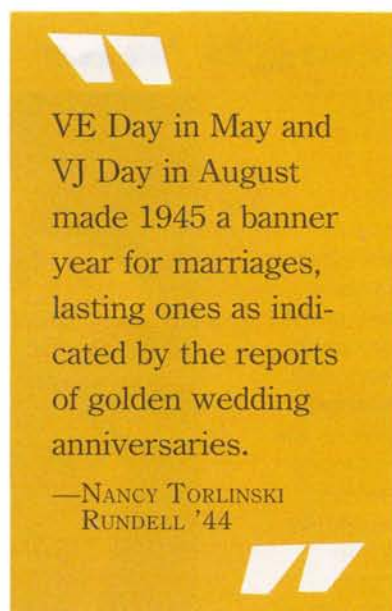 VE Day in May and
VJ Day in August
made 1945 a banner
year for marriages,
lasting ones as indi-
cated by the reports
of golden wedding
anniversaries.
—NANCY TORLINSKI
RUNDELL '44